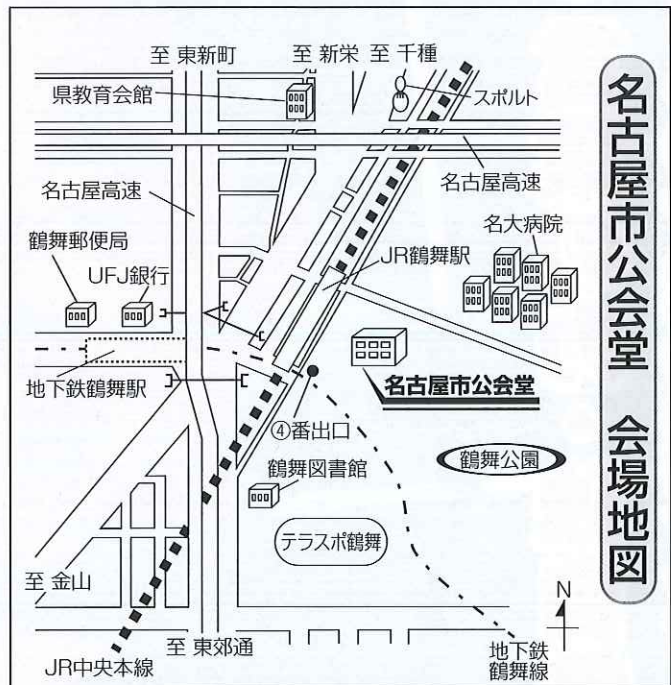 名古屋市公会堂 会場地図
至 東新町
至 新栄
至 千種
県教育会館
スポルト
名古屋高速
名古屋高速
鶴舞郵便局
UFJ銀行
JR鶴舞駅
名大病院
地下鉄鶴舞駅
名古屋市公会堂
④番出口
鶴舞公園
鶴舞図書館
テラスポ鶴舞
至 金山
N
至 東郊通
JR中央本線
地下鉄
鶴舞線